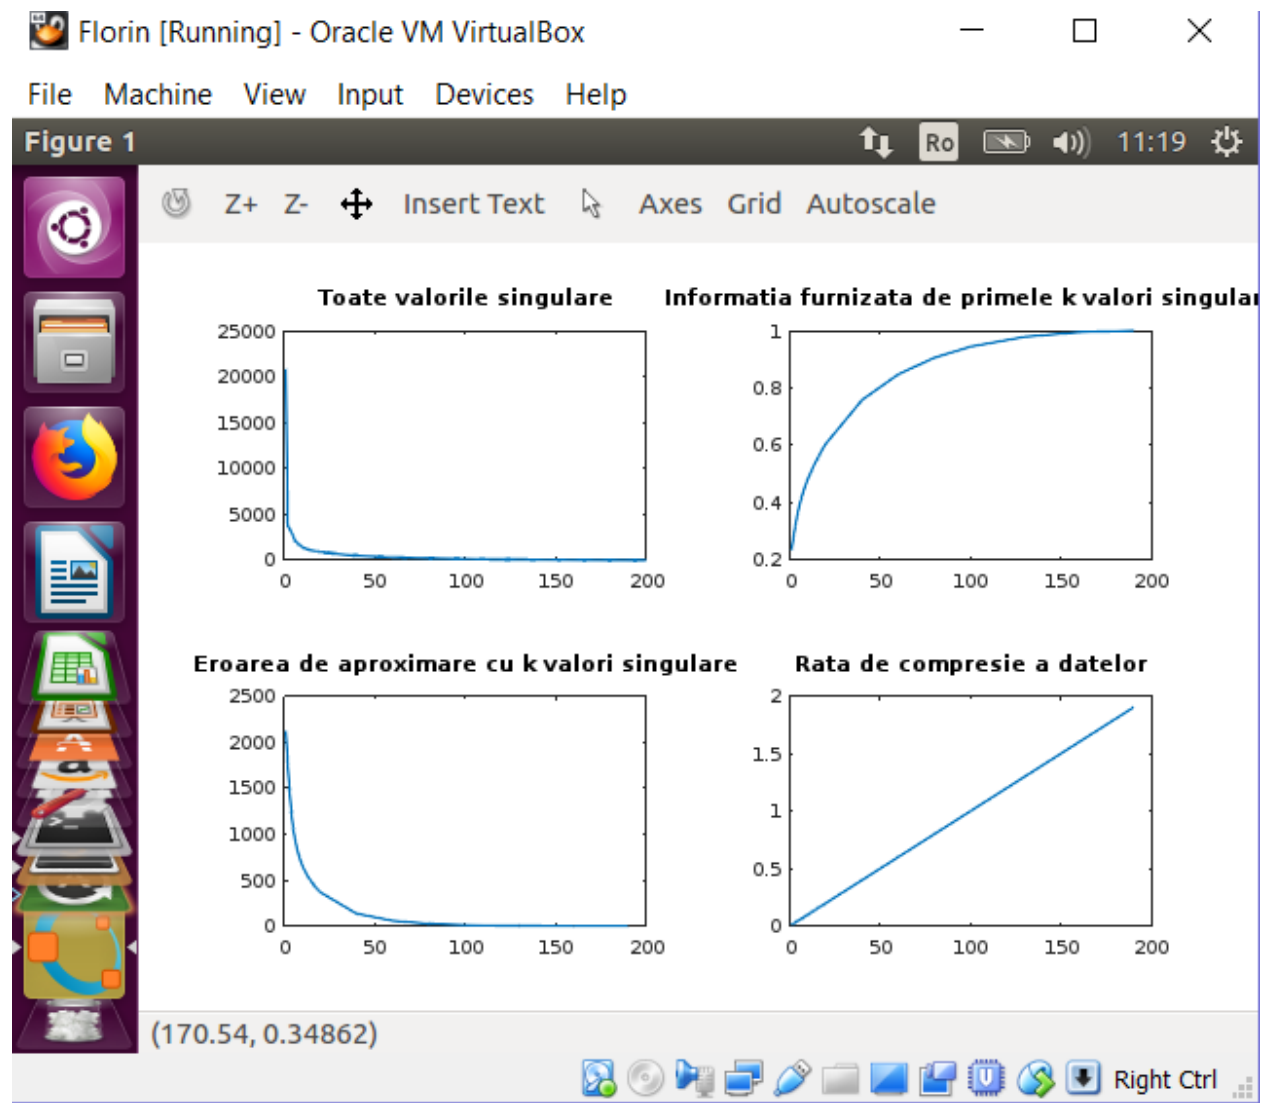 Florin [Running] - Oracle VM VirtualBox
File Machine View Input Devices Help
Figure 1 Ro 11:19
Z+ Z- Insert Text Axes Grid Autoscale
Toate valorile singulare
25000
20000
15000
10000
5000
0
0 50 100 150 200
Informatia furnizata de primele k valori singular
1
0.8
0.6
0.4
0.2
0 50 100 150 200
Eroarea de aproximare cu k valori singulare
2500
2000
1500
1000
500
0
0 50 100 150 200
Rata de compresie a datelor
2
1.5
1
0.5
0
0 50 100 150 200
(170.54, 0.34862)
Right Ctrl